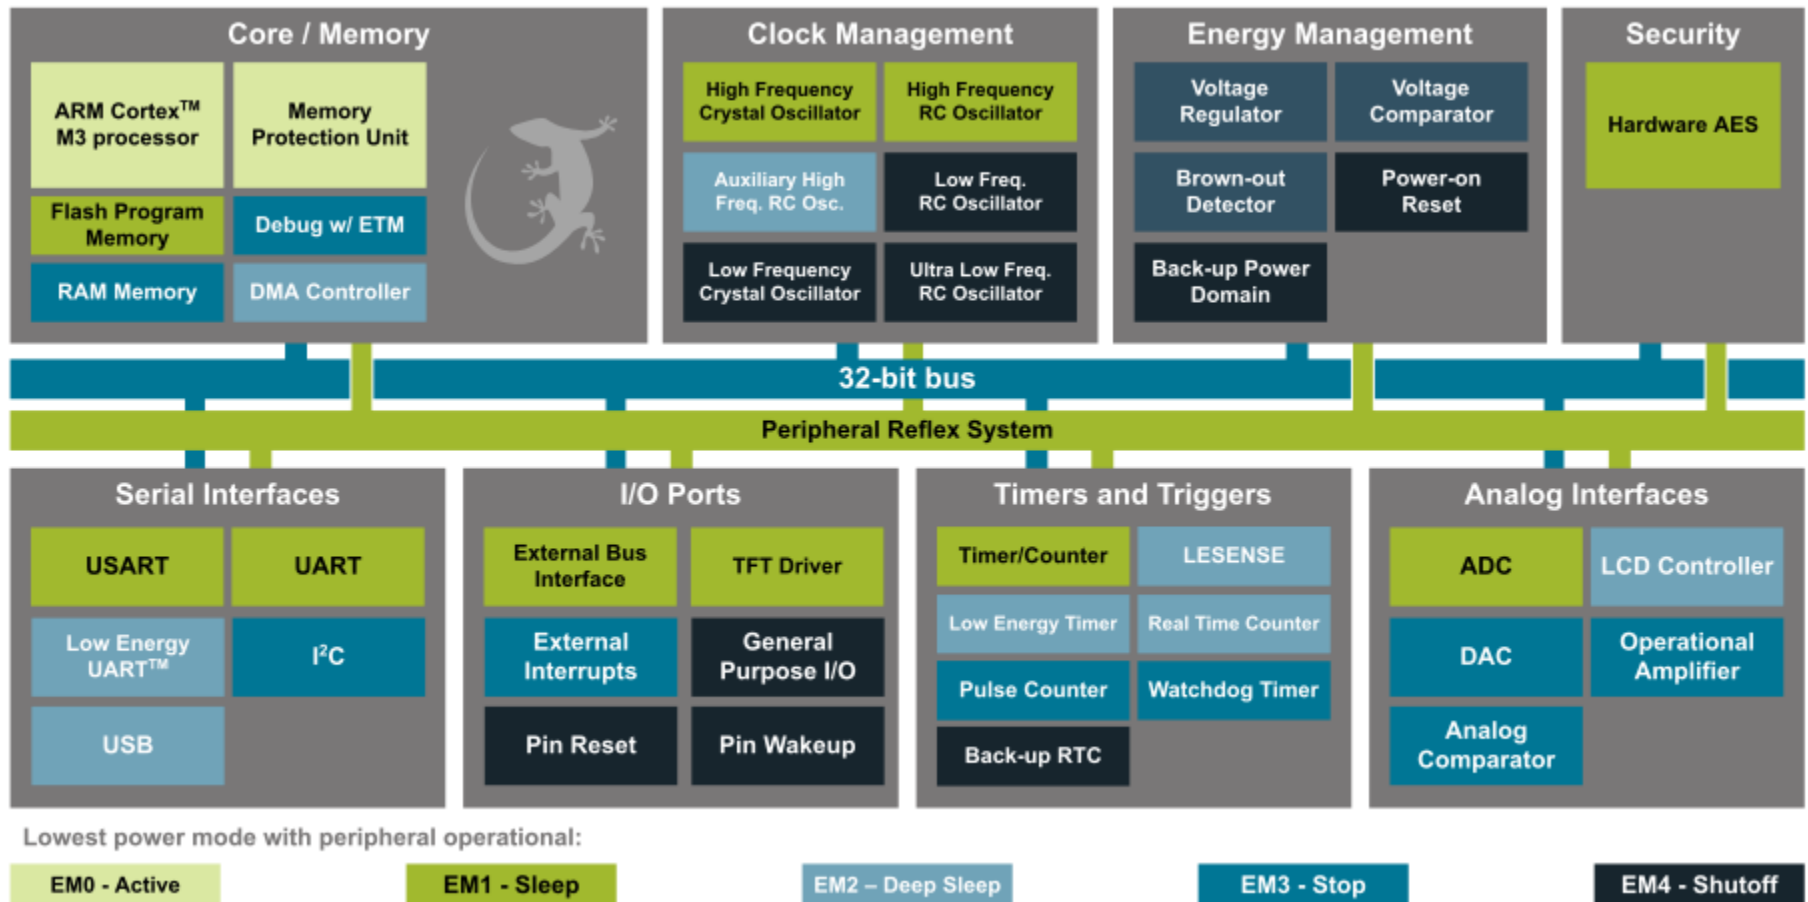 Core / Memory
ARM Cortex™
M3 processor
Memory
Protection Unit
Flash Program
Memory
Debug w/ ETM
RAM Memory
DMA Controller
Clock Management
High Frequency
Crystal Oscillator
High Frequency
RC Oscillator
Auxiliary High
Freq. RC Osc.
Low Freq.
RC Oscillator
Low Frequency
Crystal Oscillator
Ultra Low Freq.
RC Oscillator
Energy Management
Voltage
Regulator
Voltage
Comparator
Brown-out
Detector
Power-on
Reset
Back-up Power
Domain
Security
Hardware AES
32-bit bus
Peripheral Reflex System
Serial Interfaces
USART
UART
Low Energy
UART™
I²C
USB
I/O Ports
External Bus
Interface
TFT Driver
External
Interrupts
General
Purpose I/O
Pin Reset
Pin Wakeup
Timers and Triggers
Timer/Counter
LESENSE
Low Energy Timer
Real Time Counter
Pulse Counter
Watchdog Timer
Back-up RTC
Analog Interfaces
ADC
LCD Controller
DAC
Operational
Amplifier
Analog
Comparator
Lowest power mode with peripheral operational:
EM0 - Active
EM1 - Sleep
EM2 – Deep Sleep
EM3 - Stop
EM4 - Shutoff